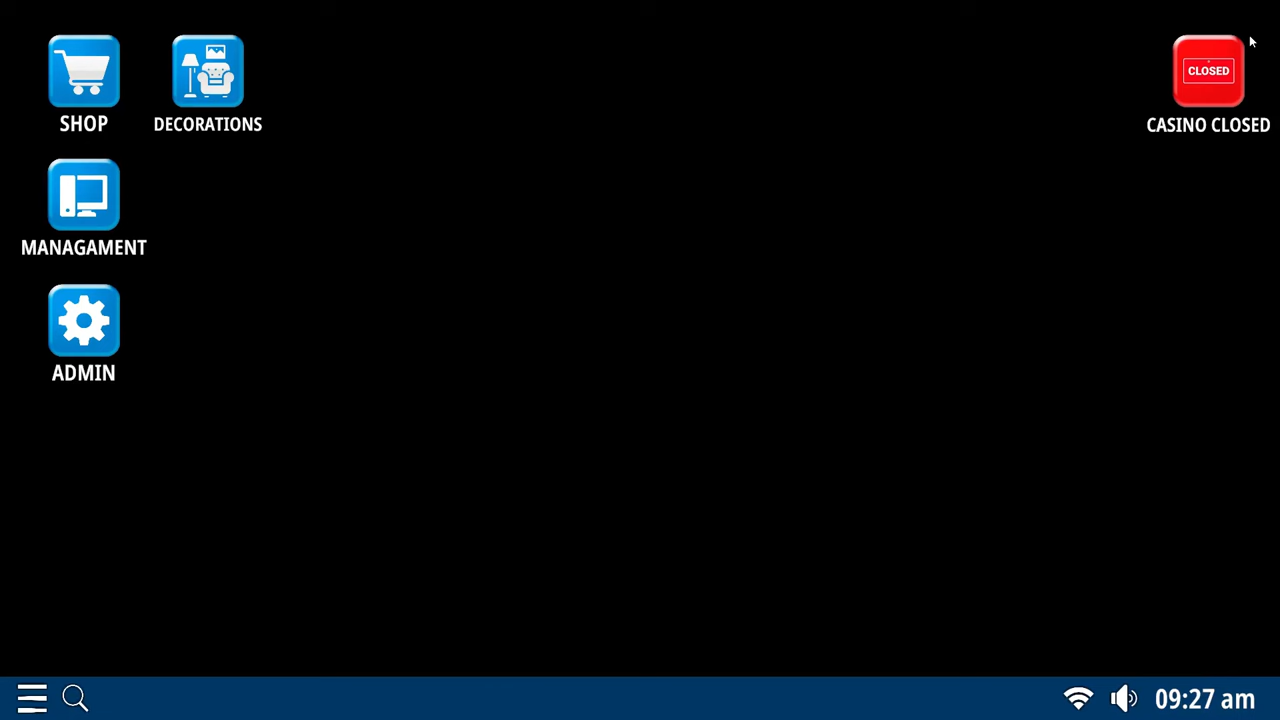 SHOP
DECORATIONS
CLOSED
CASINO CLOSED
MANAGAMENT
ADMIN
09:27 am